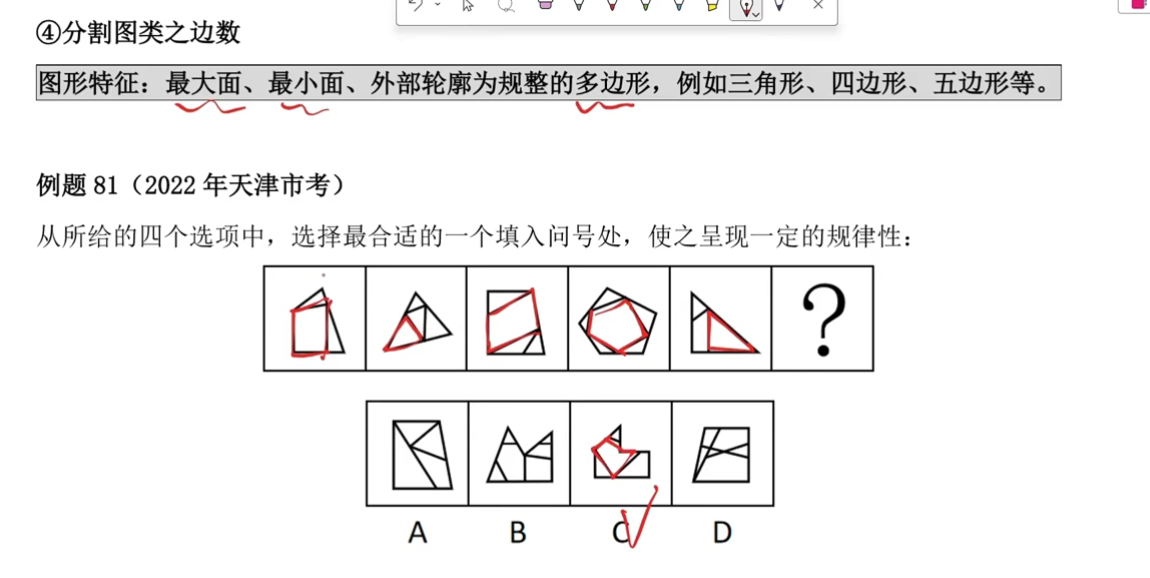 ④分割图类之边数
图形特征：最大面、最小面、外部轮廓为规整的多边形，例如三角形、四边形、五边形等。
例题 81（2022 年天津市考）
从所给的四个选项中，选择最合适的一个填入问号处，使之呈现一定的规律性：
?
A B C D